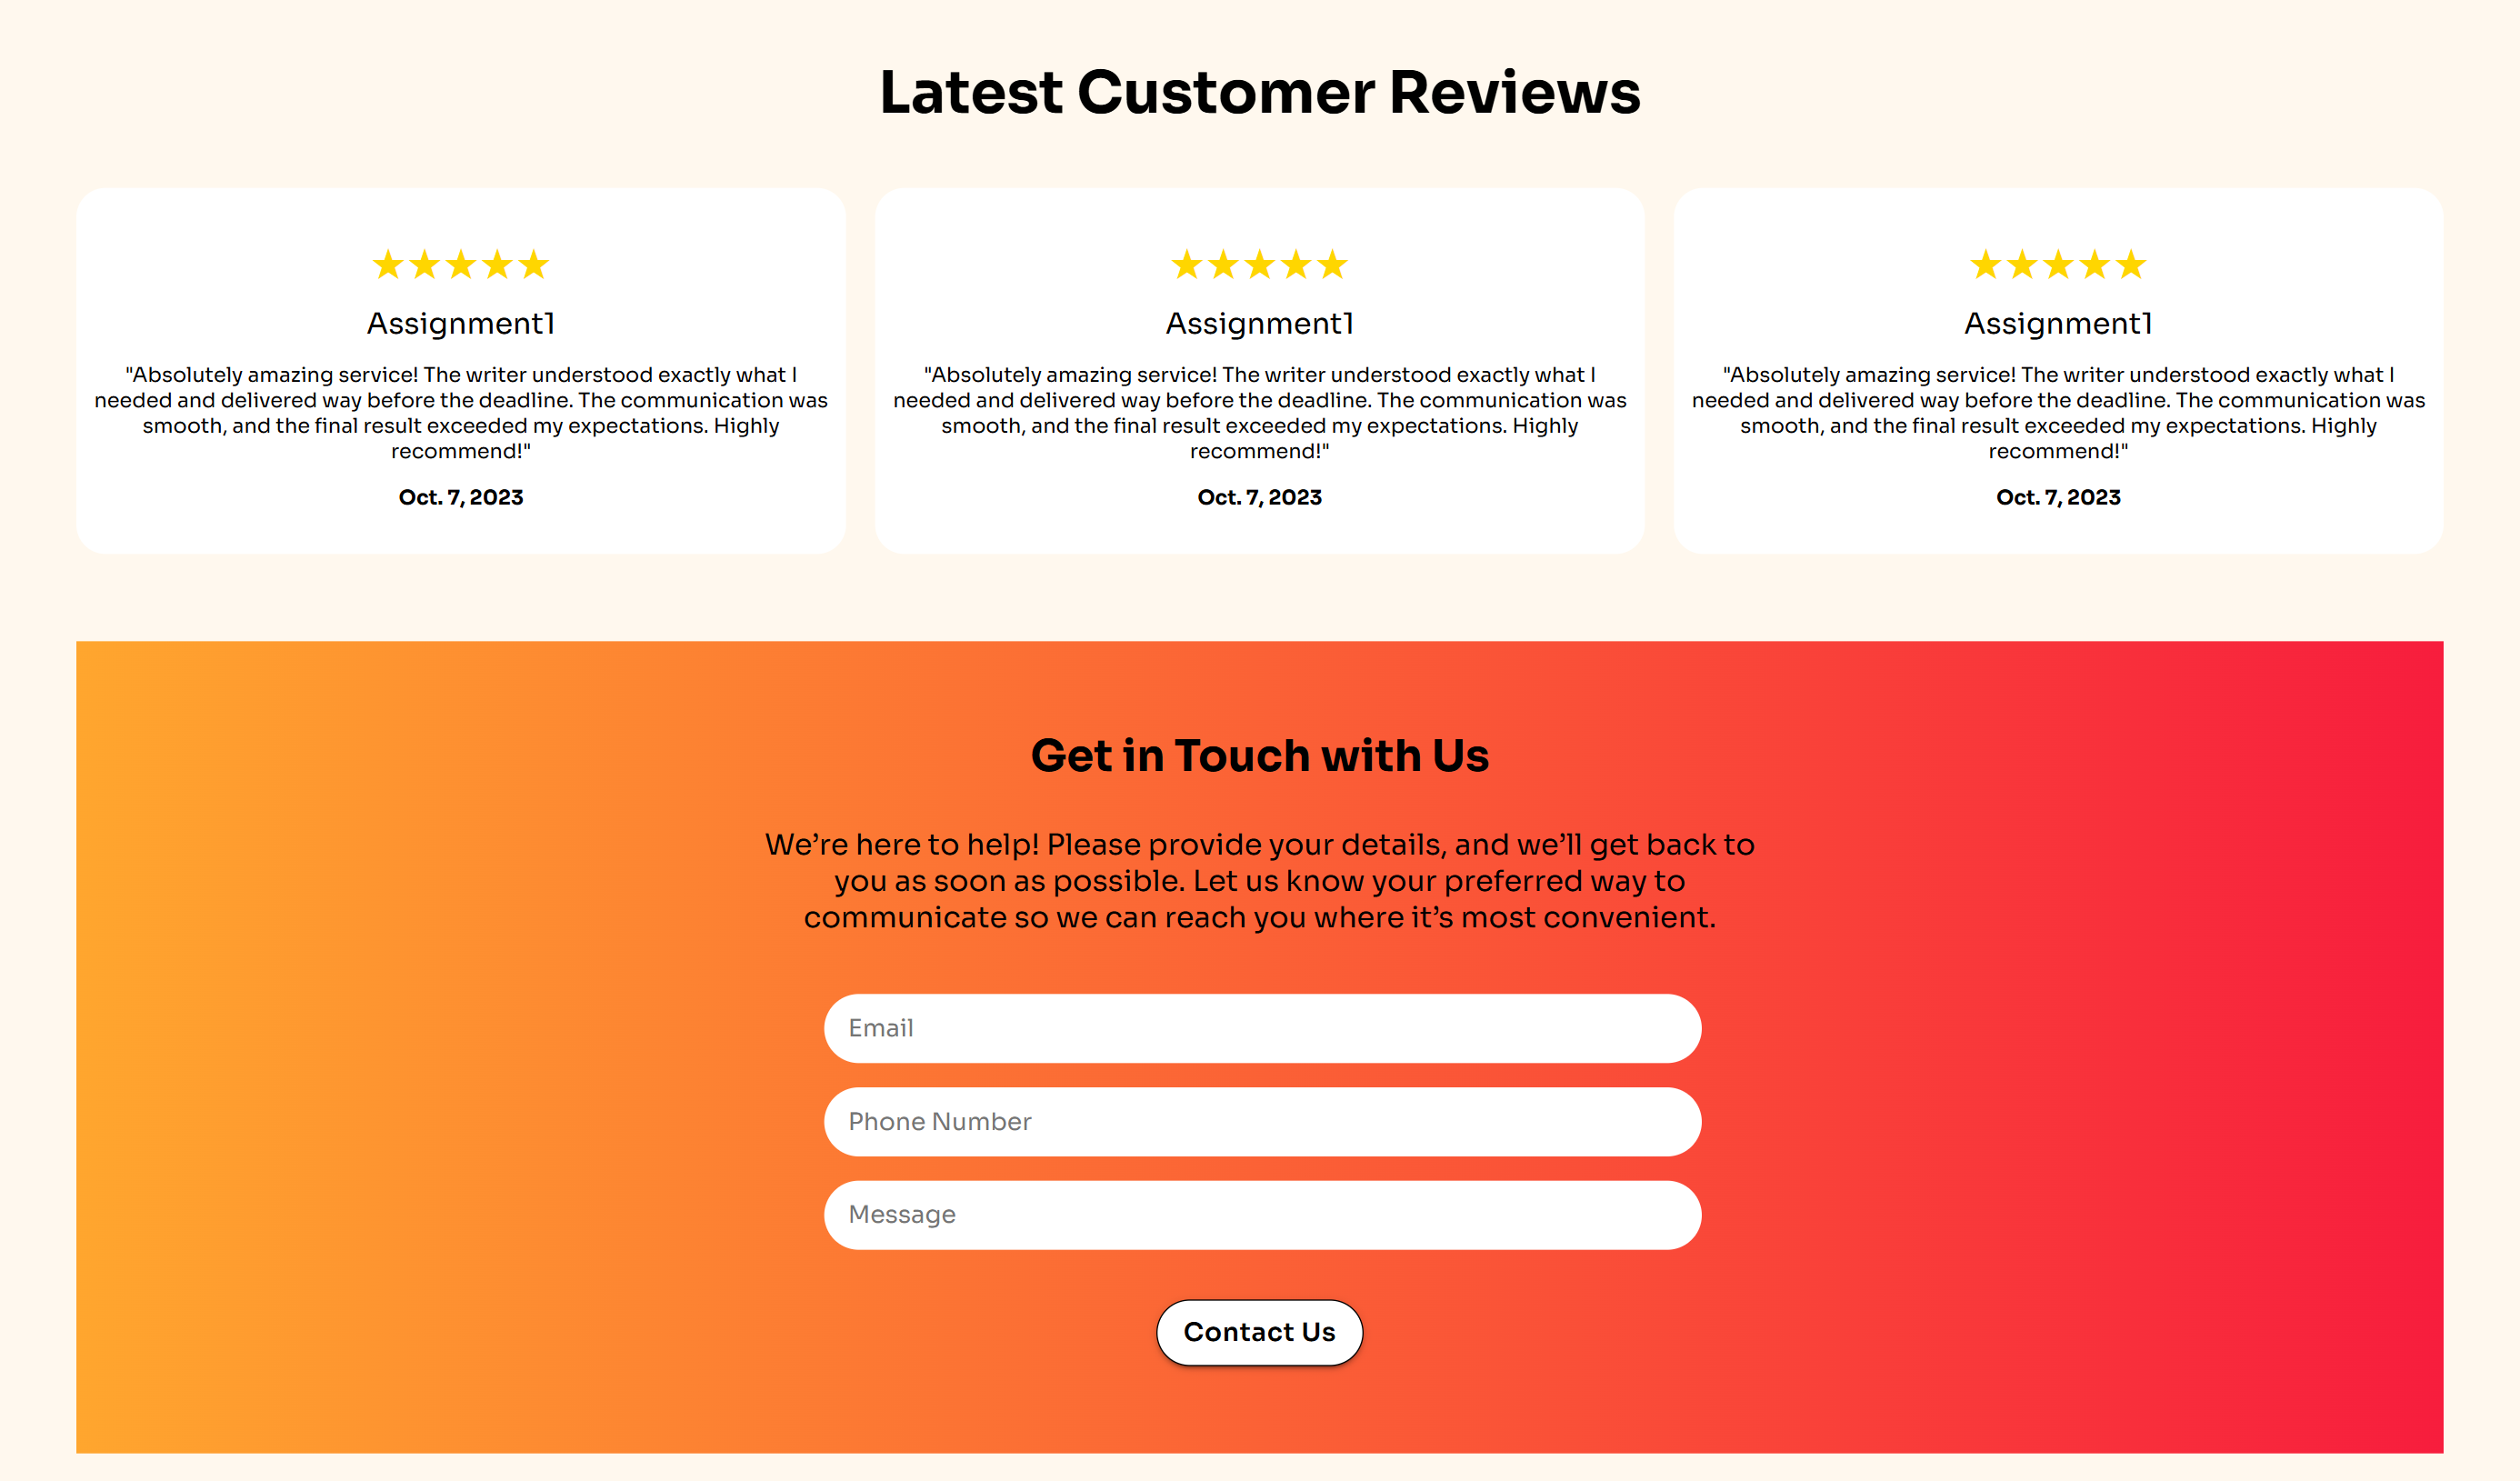 Latest Customer Reviews
Assignment1
"Absolutely amazing service! The writer understood exactly what I
needed and delivered way before the deadline. The communication was
smooth, and the final result exceeded my expectations. Highly
recommend!"
Oct. 7, 2023
Assignment1
"Absolutely amazing service! The writer understood exactly what I
needed and delivered way before the deadline. The communication was
smooth, and the final result exceeded my expectations. Highly
recommend!"
Oct. 7, 2023
Assignment1
"Absolutely amazing service! The writer understood exactly what I
needed and delivered way before the deadline. The communication was
smooth, and the final result exceeded my expectations. Highly
recommend!"
Oct. 7, 2023
Get in Touch with Us
We’re here to help! Please provide your details, and we’ll get back to
you as soon as possible. Let us know your preferred way to
communicate so we can reach you where it’s most convenient.
Email
Phone Number
Message
Contact Us